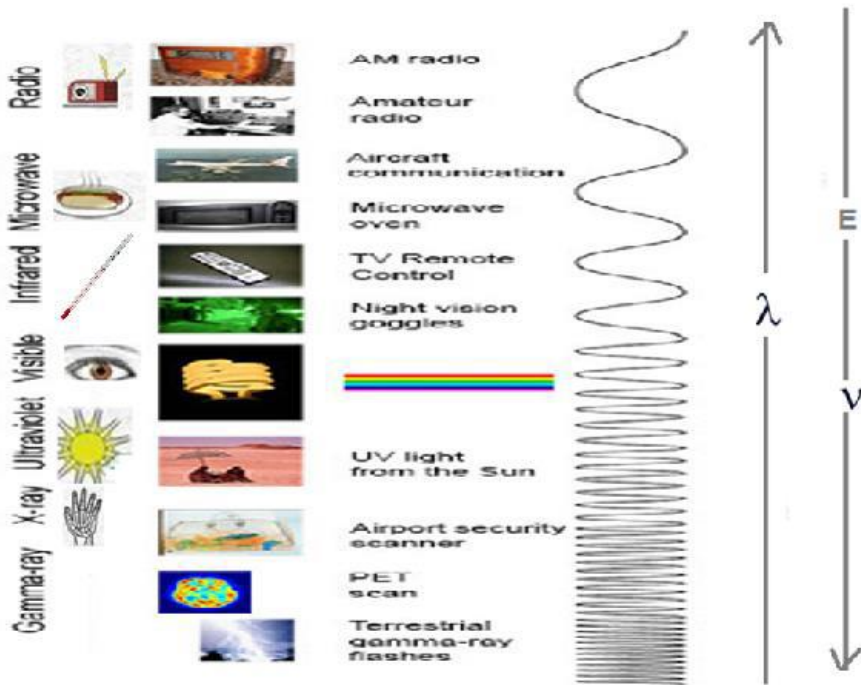 Radio
AM radio
Amateur
radio
Microwave
Aircraft
communication
Microwave
oven
Infrared
TV Remote
Control
Night vision
goggles
Visible
Ultraviolet
UV light
from the Sun
X-ray
Airport security
scanner
Gamma-ray
PET
scan
Terrestrial
gamma-ray
flashes
λ
E
ν